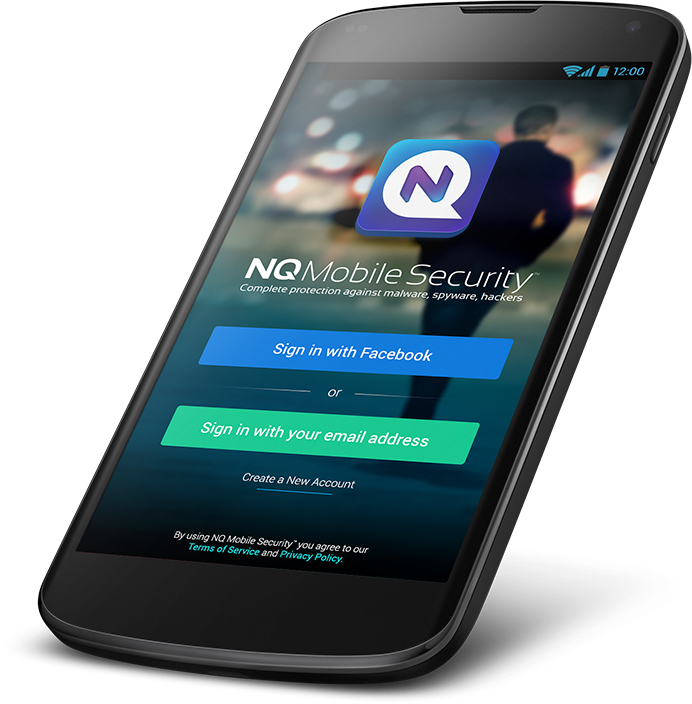 12:00
N
NQ Mobile Security™
Complete protection against malware, spyware, hackers
Sign in with Facebook
or
Sign in with your email address
Create a New Account
By using NQ Mobile Security™ you agree to our
Terms of Service and Privacy Policy.